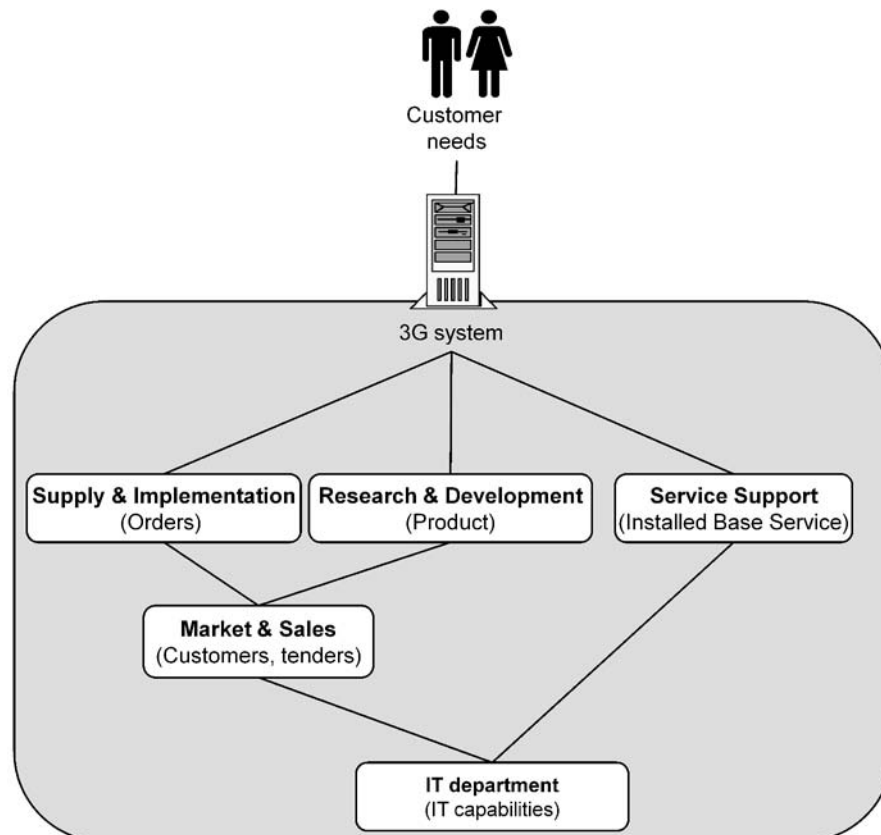 Customer
needs
3G system
Supply & Implementation
(Orders)
Research & Development
(Product)
Service Support
(Installed Base Service)
Market & Sales
(Customers, tenders)
IT department
(IT capabilities)